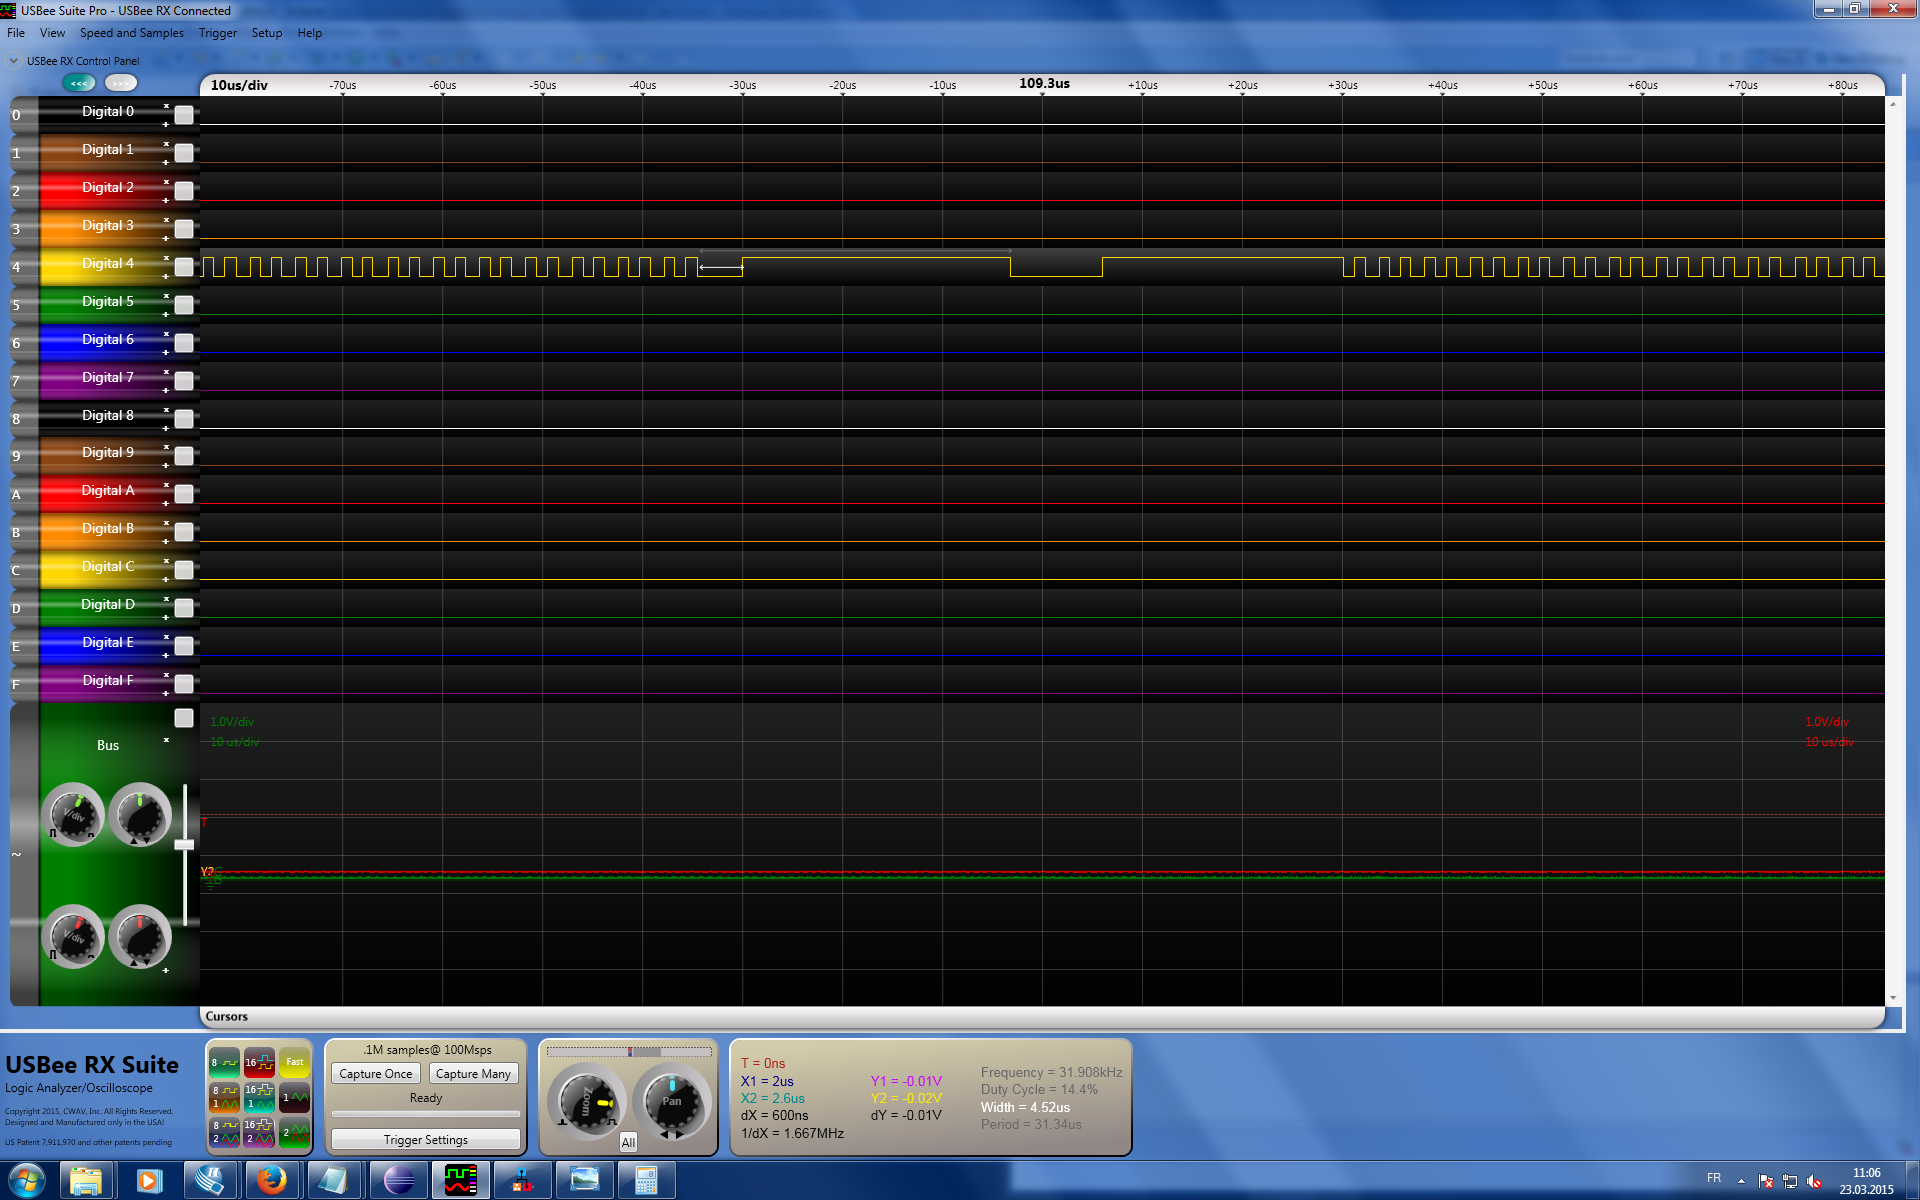 USBee Suite Pro - USBee RX Connected
File View Speed and Samples Trigger Setup Help
USBee RX Control Panel
<<< >>>
10us/div -70us -60us -50us -40us -30us -20us -10us 109.3us +10us +20us +30us +40us +50us +60us +70us +80us
0 Digital 0
1 Digital 1
2 Digital 2
3 Digital 3
4 Digital 4
5 Digital 5
6 Digital 6
7 Digital 7
8 Digital 8
9 Digital 9
A Digital A
B Digital B
C Digital C
D Digital D
E Digital E
F Digital F
1.0V/div 1.0V/div
10 us/div 10 us/div
Bus
V/div
T
~
Y2
V/div
Cursors
USBee RX Suite
Logic Analyzer/Oscilloscope
Copyright 2015, CWAV, Inc. All Rights Reserved.
Designed and Manufactured only in the USA!
US Patent 7,911,970 and other patents pending
8 16 Fast
8 1 16 1 1
8 2 16 2 2
.1M samples@ 100Msps
Capture Once Capture Many
Ready
Trigger Settings
Zoom Pan
All
T = 0ns
X1 = 2us Y1 = -0.01V
X2 = 2.6us Y2 = -0.02V
dX = 600ns dY = -0.01V
1/dX = 1.667MHz
Frequency = 31.908kHz
Duty Cycle = 14.4%
Width = 4.52us
Period = 31.34us
FR
11:06
23.03.2015